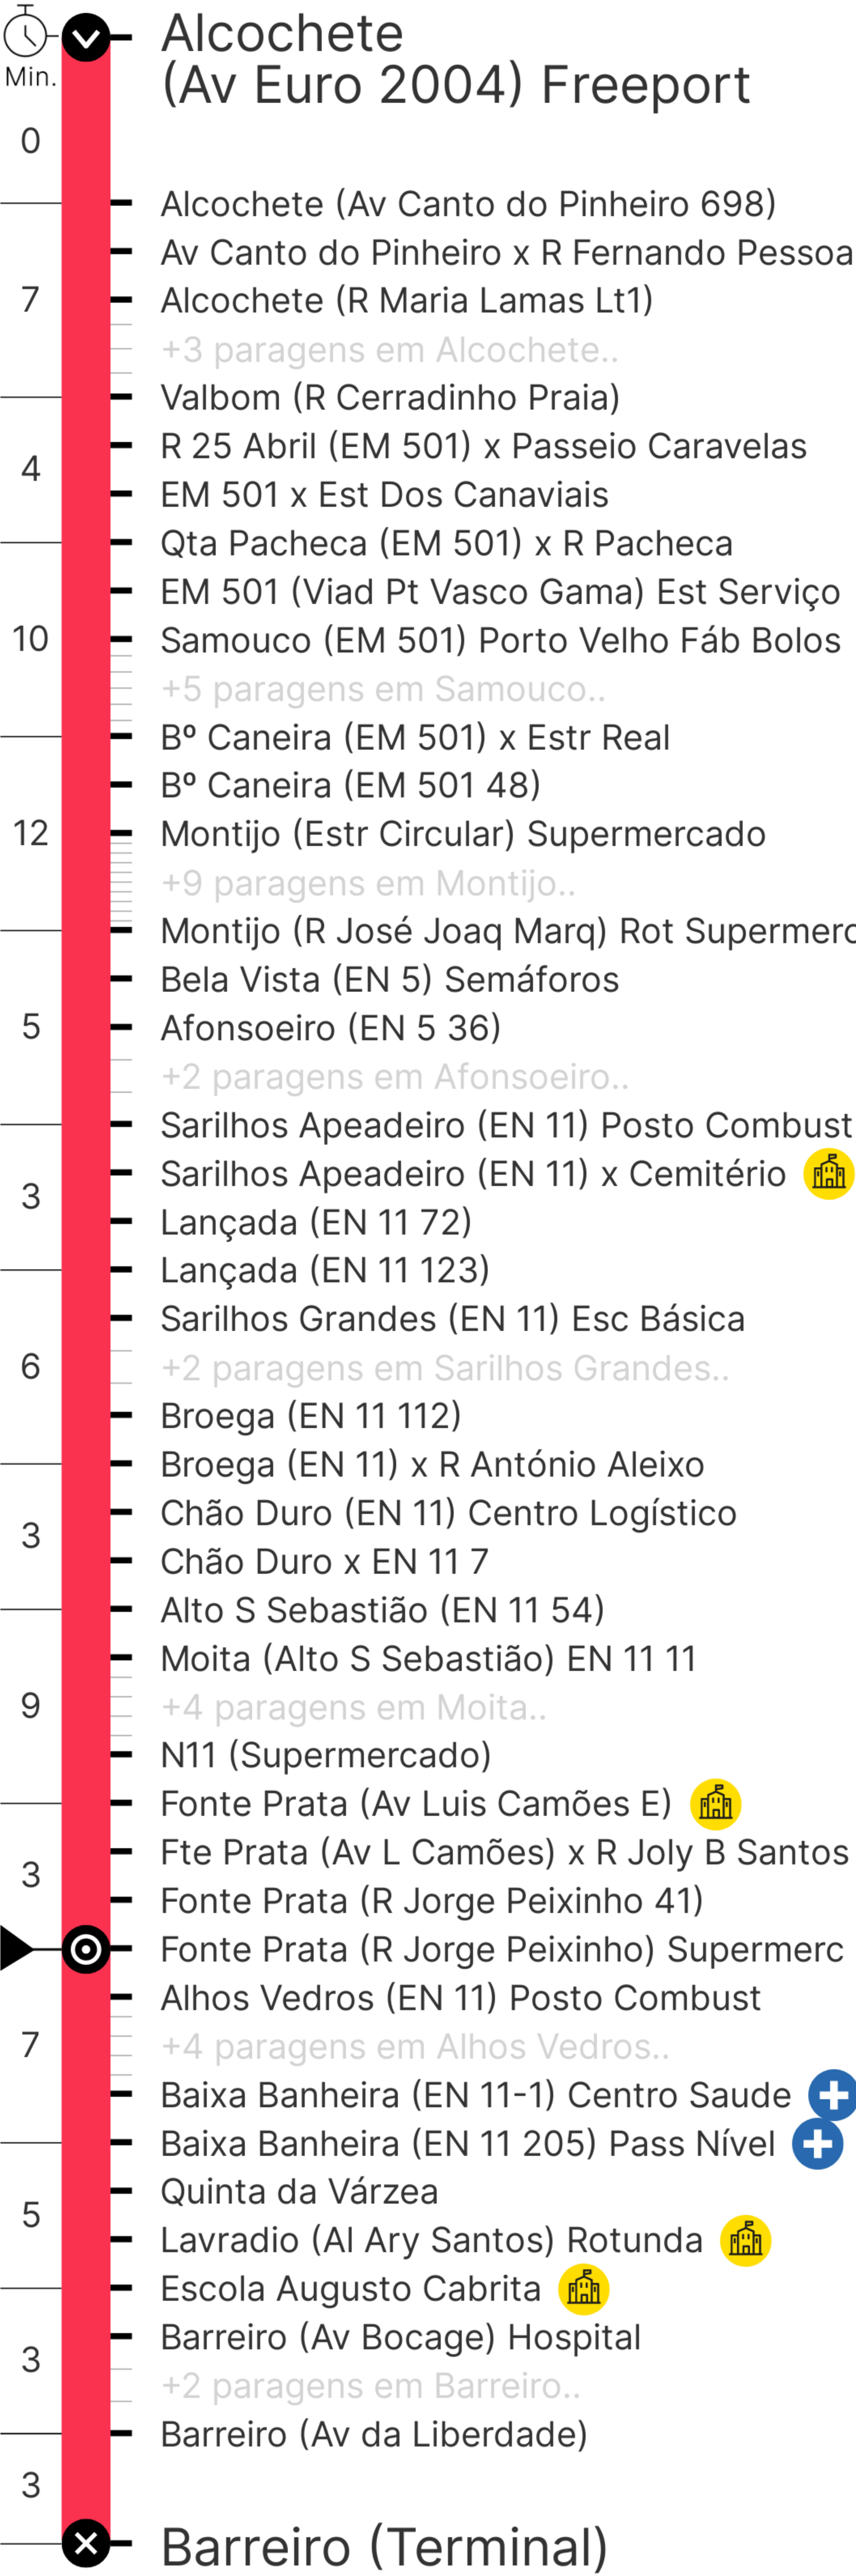 Min.
Alcochete
(Av Euro 2004) Freeport
0
Alcochete (Av Canto do Pinheiro 698)
Av Canto do Pinheiro x R Fernando Pessoa
7
Alcochete (R Maria Lamas Lt1)
+3 paragens em Alcochete..
Valbom (R Cerradinho Praia)
R 25 Abril (EM 501) x Passeio Caravelas
4
EM 501 x Est Dos Canaviais
Qta Pacheca (EM 501) x R Pacheca
EM 501 (Viad Pt Vasco Gama) Est Serviço
10
Samouco (EM 501) Porto Velho Fáb Bolos
+5 paragens em Samouco..
Bº Caneira (EM 501) x Estr Real
Bº Caneira (EM 501 48)
12
Montijo (Estr Circular) Supermercado
+9 paragens em Montijo..
Montijo (R José Joaq Marq) Rot Supermerc
Bela Vista (EN 5) Semáforos
5
Afonsoeiro (EN 5 36)
+2 paragens em Afonsoeiro..
Sarilhos Apeadeiro (EN 11) Posto Combust
Sarilhos Apeadeiro (EN 11) x Cemitério
3
Lançada (EN 11 72)
Lançada (EN 11 123)
Sarilhos Grandes (EN 11) Esc Básica
6
+2 paragens em Sarilhos Grandes..
Broega (EN 11 112)
Broega (EN 11) x R António Aleixo
Chão Duro (EN 11) Centro Logístico
3
Chão Duro x EN 11 7
Alto S Sebastião (EN 11 54)
Moita (Alto S Sebastião) EN 11 11
9
+4 paragens em Moita..
N11 (Supermercado)
Fonte Prata (Av Luis Camões E)
Fte Prata (Av L Camões) x R Joly B Santos
3
Fonte Prata (R Jorge Peixinho 41)
Fonte Prata (R Jorge Peixinho) Supermerc
Alhos Vedros (EN 11) Posto Combust
7
+4 paragens em Alhos Vedros..
Baixa Banheira (EN 11-1) Centro Saude
Baixa Banheira (EN 11 205) Pass Nível
Quinta da Várzea
5
Lavradio (Al Ary Santos) Rotunda
Escola Augusto Cabrita
Barreiro (Av Bocage) Hospital
3
+2 paragens em Barreiro..
Barreiro (Av da Liberdade)
3
Barreiro (Terminal)